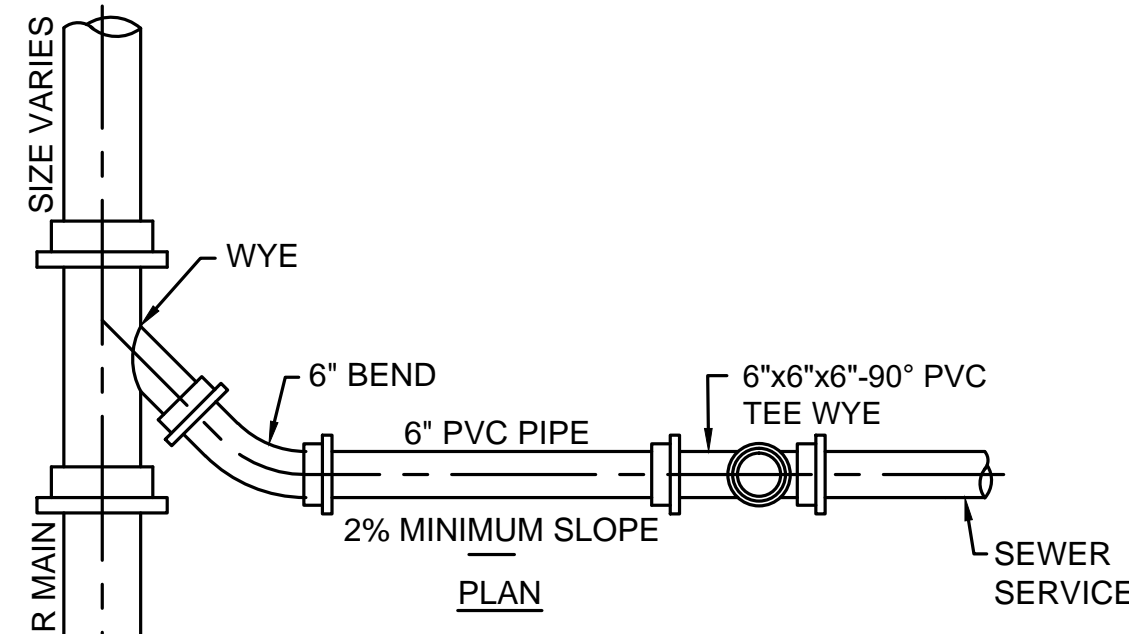 SIZE VARIES
WYE
6" BEND
6"x6"x6"-90° PVC
TEE WYE
6" PVC PIPE
2% MINIMUM SLOPE
SEWER
SERVICE
PLAN
R MAIN